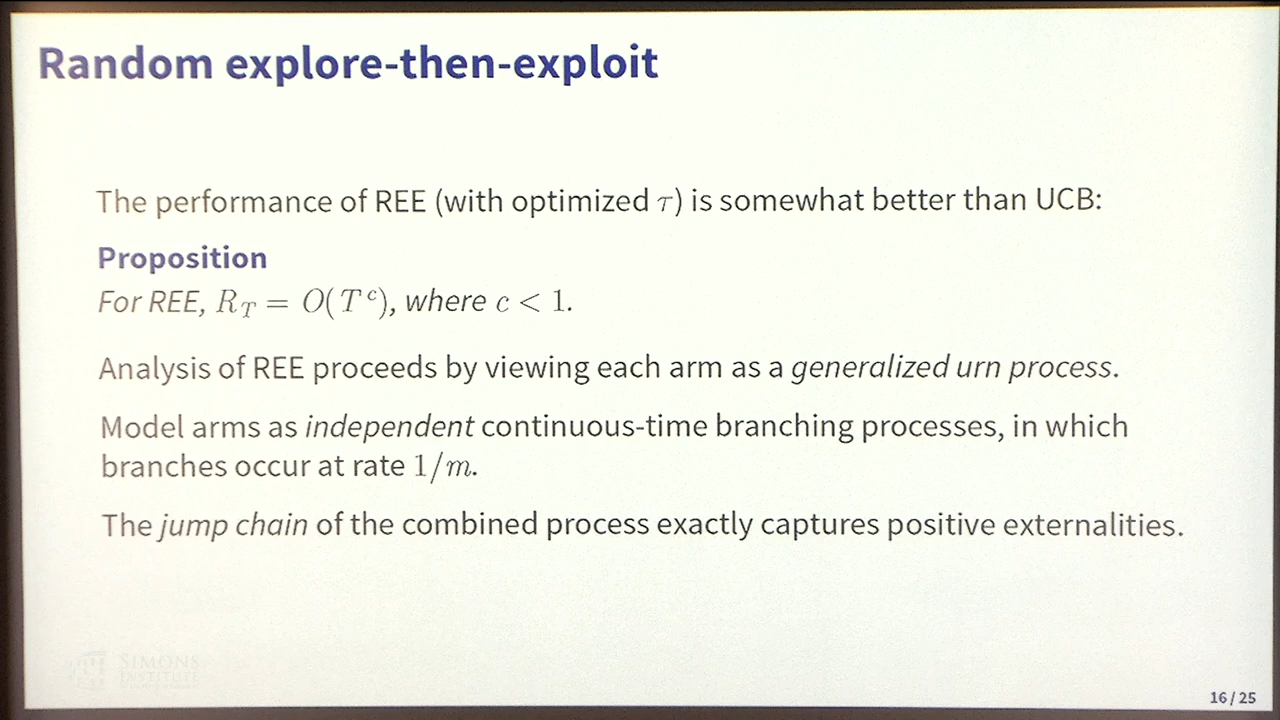 Random explore-then-exploit
The performance of REE (with optimized τ) is somewhat better than UCB:
Proposition
For REE, R_T = O(T^c), where c < 1.
Analysis of REE proceeds by viewing each arm as a generalized urn process.
Model arms as independent continuous-time branching processes, in which
branches occur at rate 1/m.
The jump chain of the combined process exactly captures positive externalities.
SIMONS
INSTITUTE
16 / 25